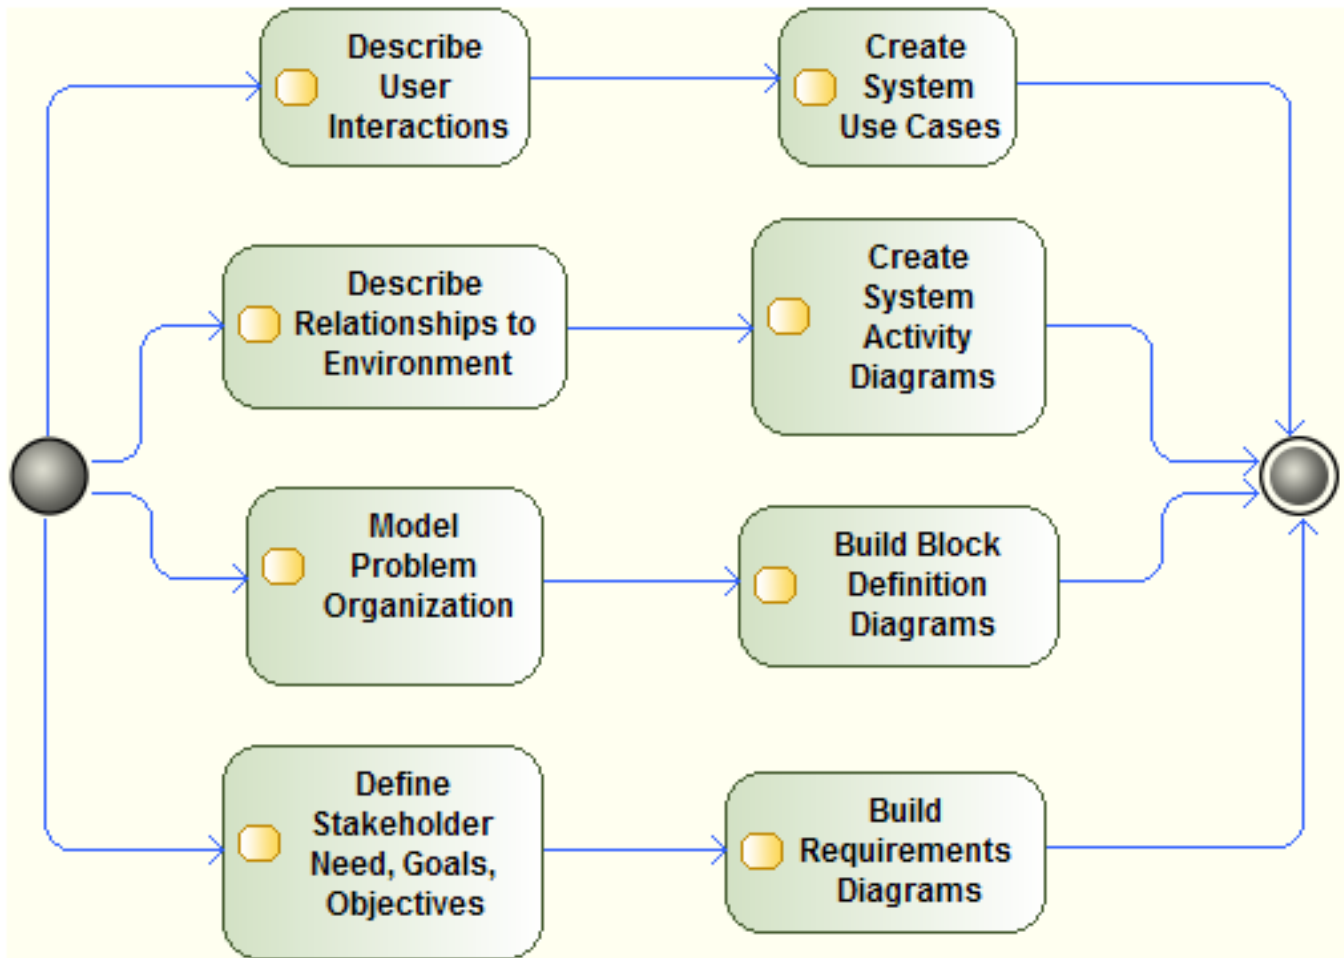 Describe
User
Interactions
Create
System
Use Cases
Describe
Relationships to
Environment
Create
System
Activity
Diagrams
Model
Problem
Organization
Build Block
Definition
Diagrams
Define
Stakeholder
Need, Goals,
Objectives
Build
Requirements
Diagrams